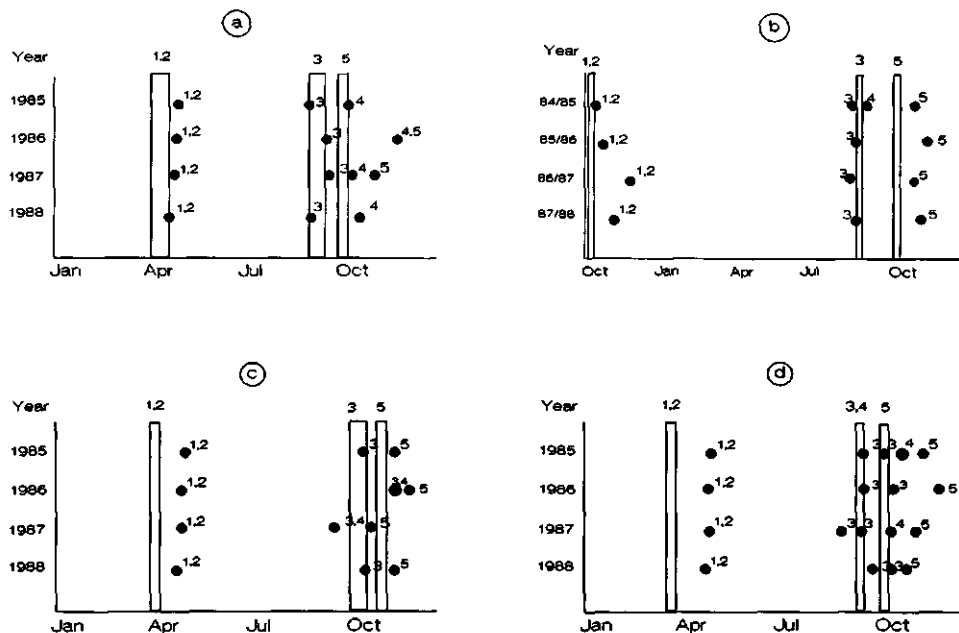 a
Year 1,2 3 5
1985 1,2 3 4
1986 1,2 3 4,5
1987 1,2 3 4 5
1988 1,2 3 4
Jan Apr Jul Oct
b
Year 1,2 3 5
84/85 1,2 3 4 5
85/86 1,2 3 5
86/87 1,2 3 5
87/88 1,2 3 5
Oct Jan Apr Jul Oct
c
Year 1,2 3 5
1985 1,2 3 5
1986 1,2 3,4 5
1987 1,2 3,4 5
1988 1,2 3 5
Jan Apr Jul Oct
d
Year 1,2 3,4 5
1985 1,2 3 3 4 5
1986 1,2 3 3 5
1987 1,2 3 3 4 5
1988 1,2 3 3 5
Jan Apr Jul Oct